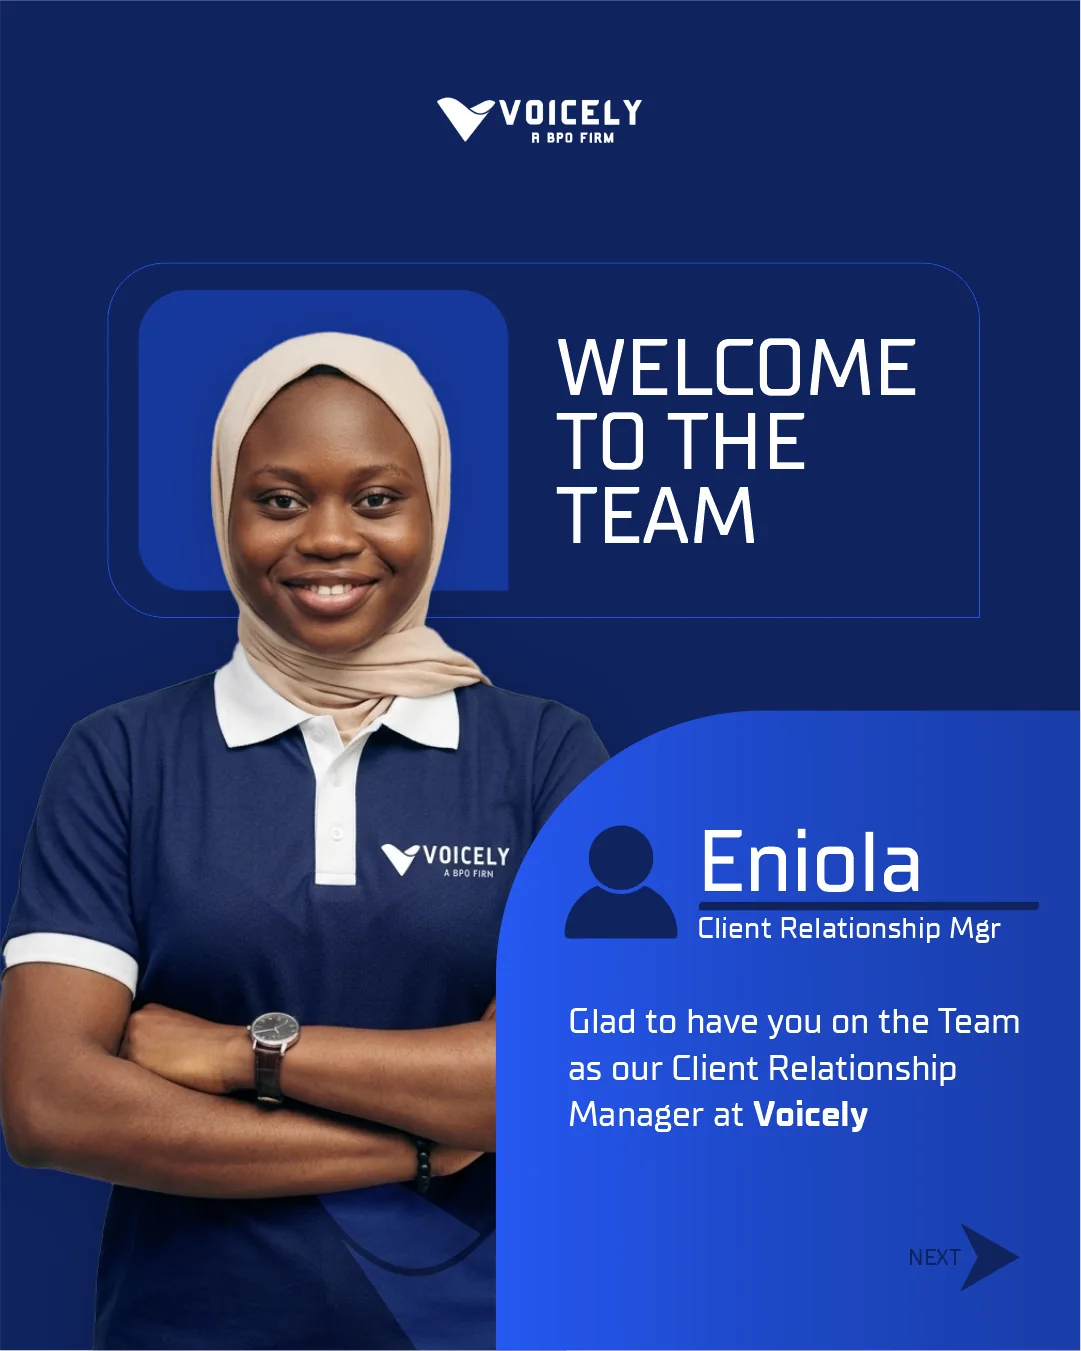 VOICELY
A BPO FIRM
WELCOME
TO THE
TEAM
VOICELY
A BPO FIRN
Eniola
Client Relationship Mgr
Glad to have you on the Team
as our Client Relationship
Manager at Voicely
NEXT